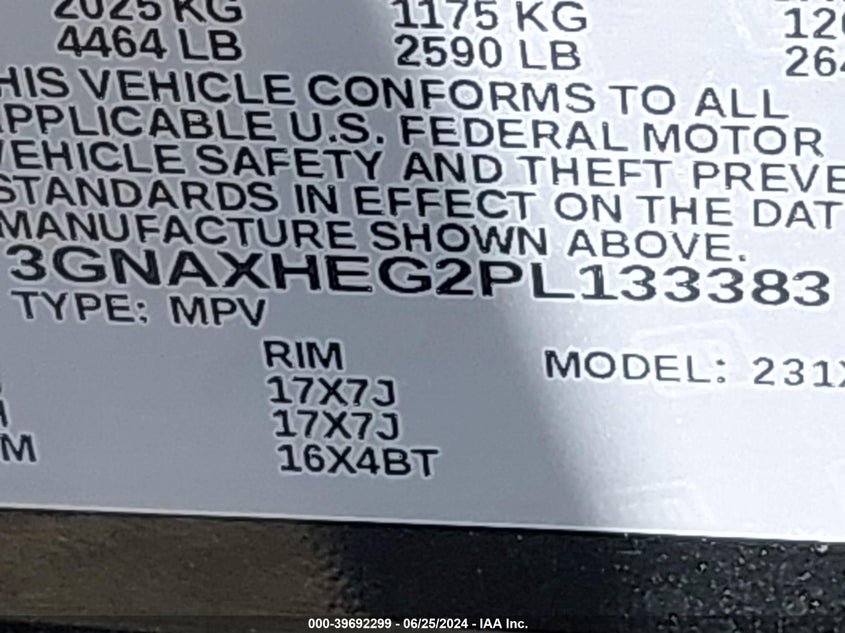 2025 KG 1175 KG
4464 LB 2590 LB
HIS VEHICLE CONFORMS TO ALL
PPLICABLE U.S. FEDERAL MOTOR
VEHICLE SAFETY AND THEFT PREVE
STANDARDS IN EFFECT ON THE DAT
MANUFACTURE SHOWN ABOVE.
3GNAXHEG2PL133383
TYPE: MPV
RIM MODEL: 231X
17X7J
17X7J
M 16X4BT
000-39692299 - 06/25/2024 - IAA Inc.